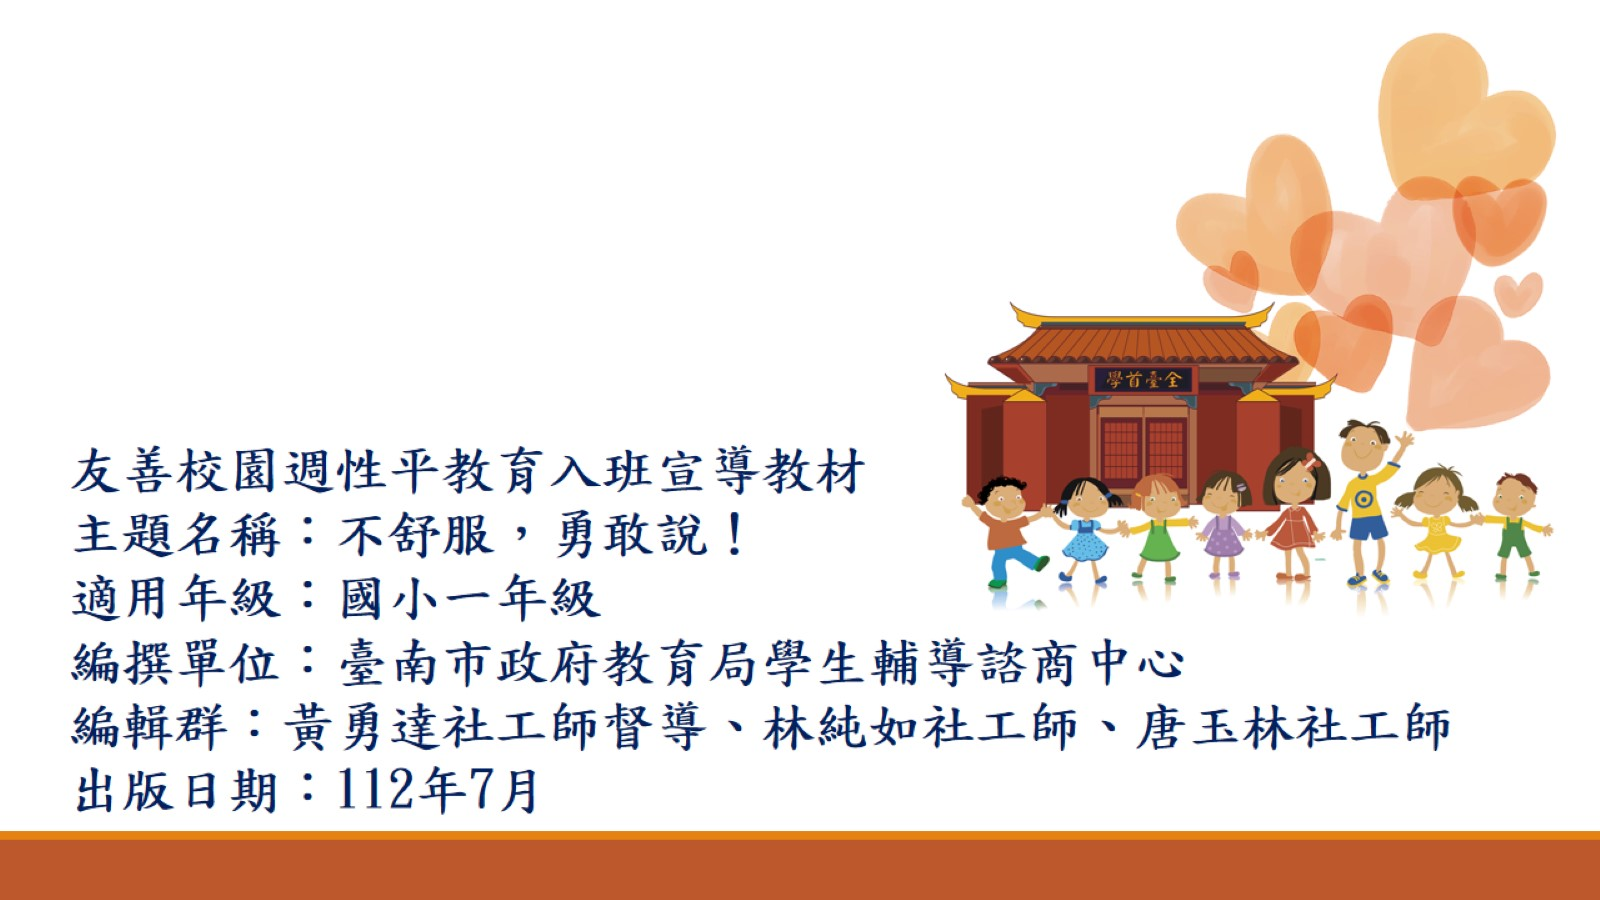 學首臺全
友善校園週性平教育入班宣導教材
主題名稱：不舒服，勇敢說！
適用年級：國小一年級
編撰單位：臺南市政府教育局學生輔導諮商中心
編輯群：黃勇達社工師督導、林純如社工師、唐玉林社工師
出版日期：112年7月